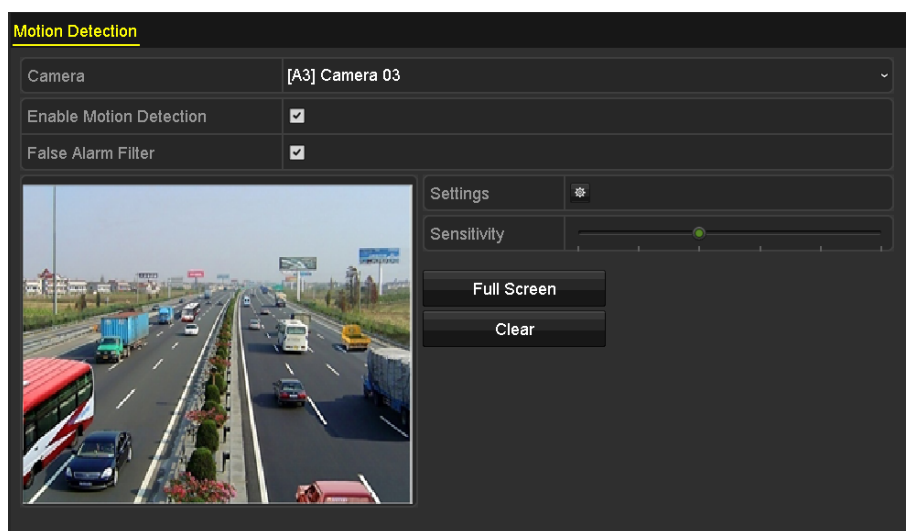 Motion Detection
Camera [A3] Camera 03
Enable Motion Detection
False Alarm Filter
Settings
Sensitivity
Full Screen
Clear